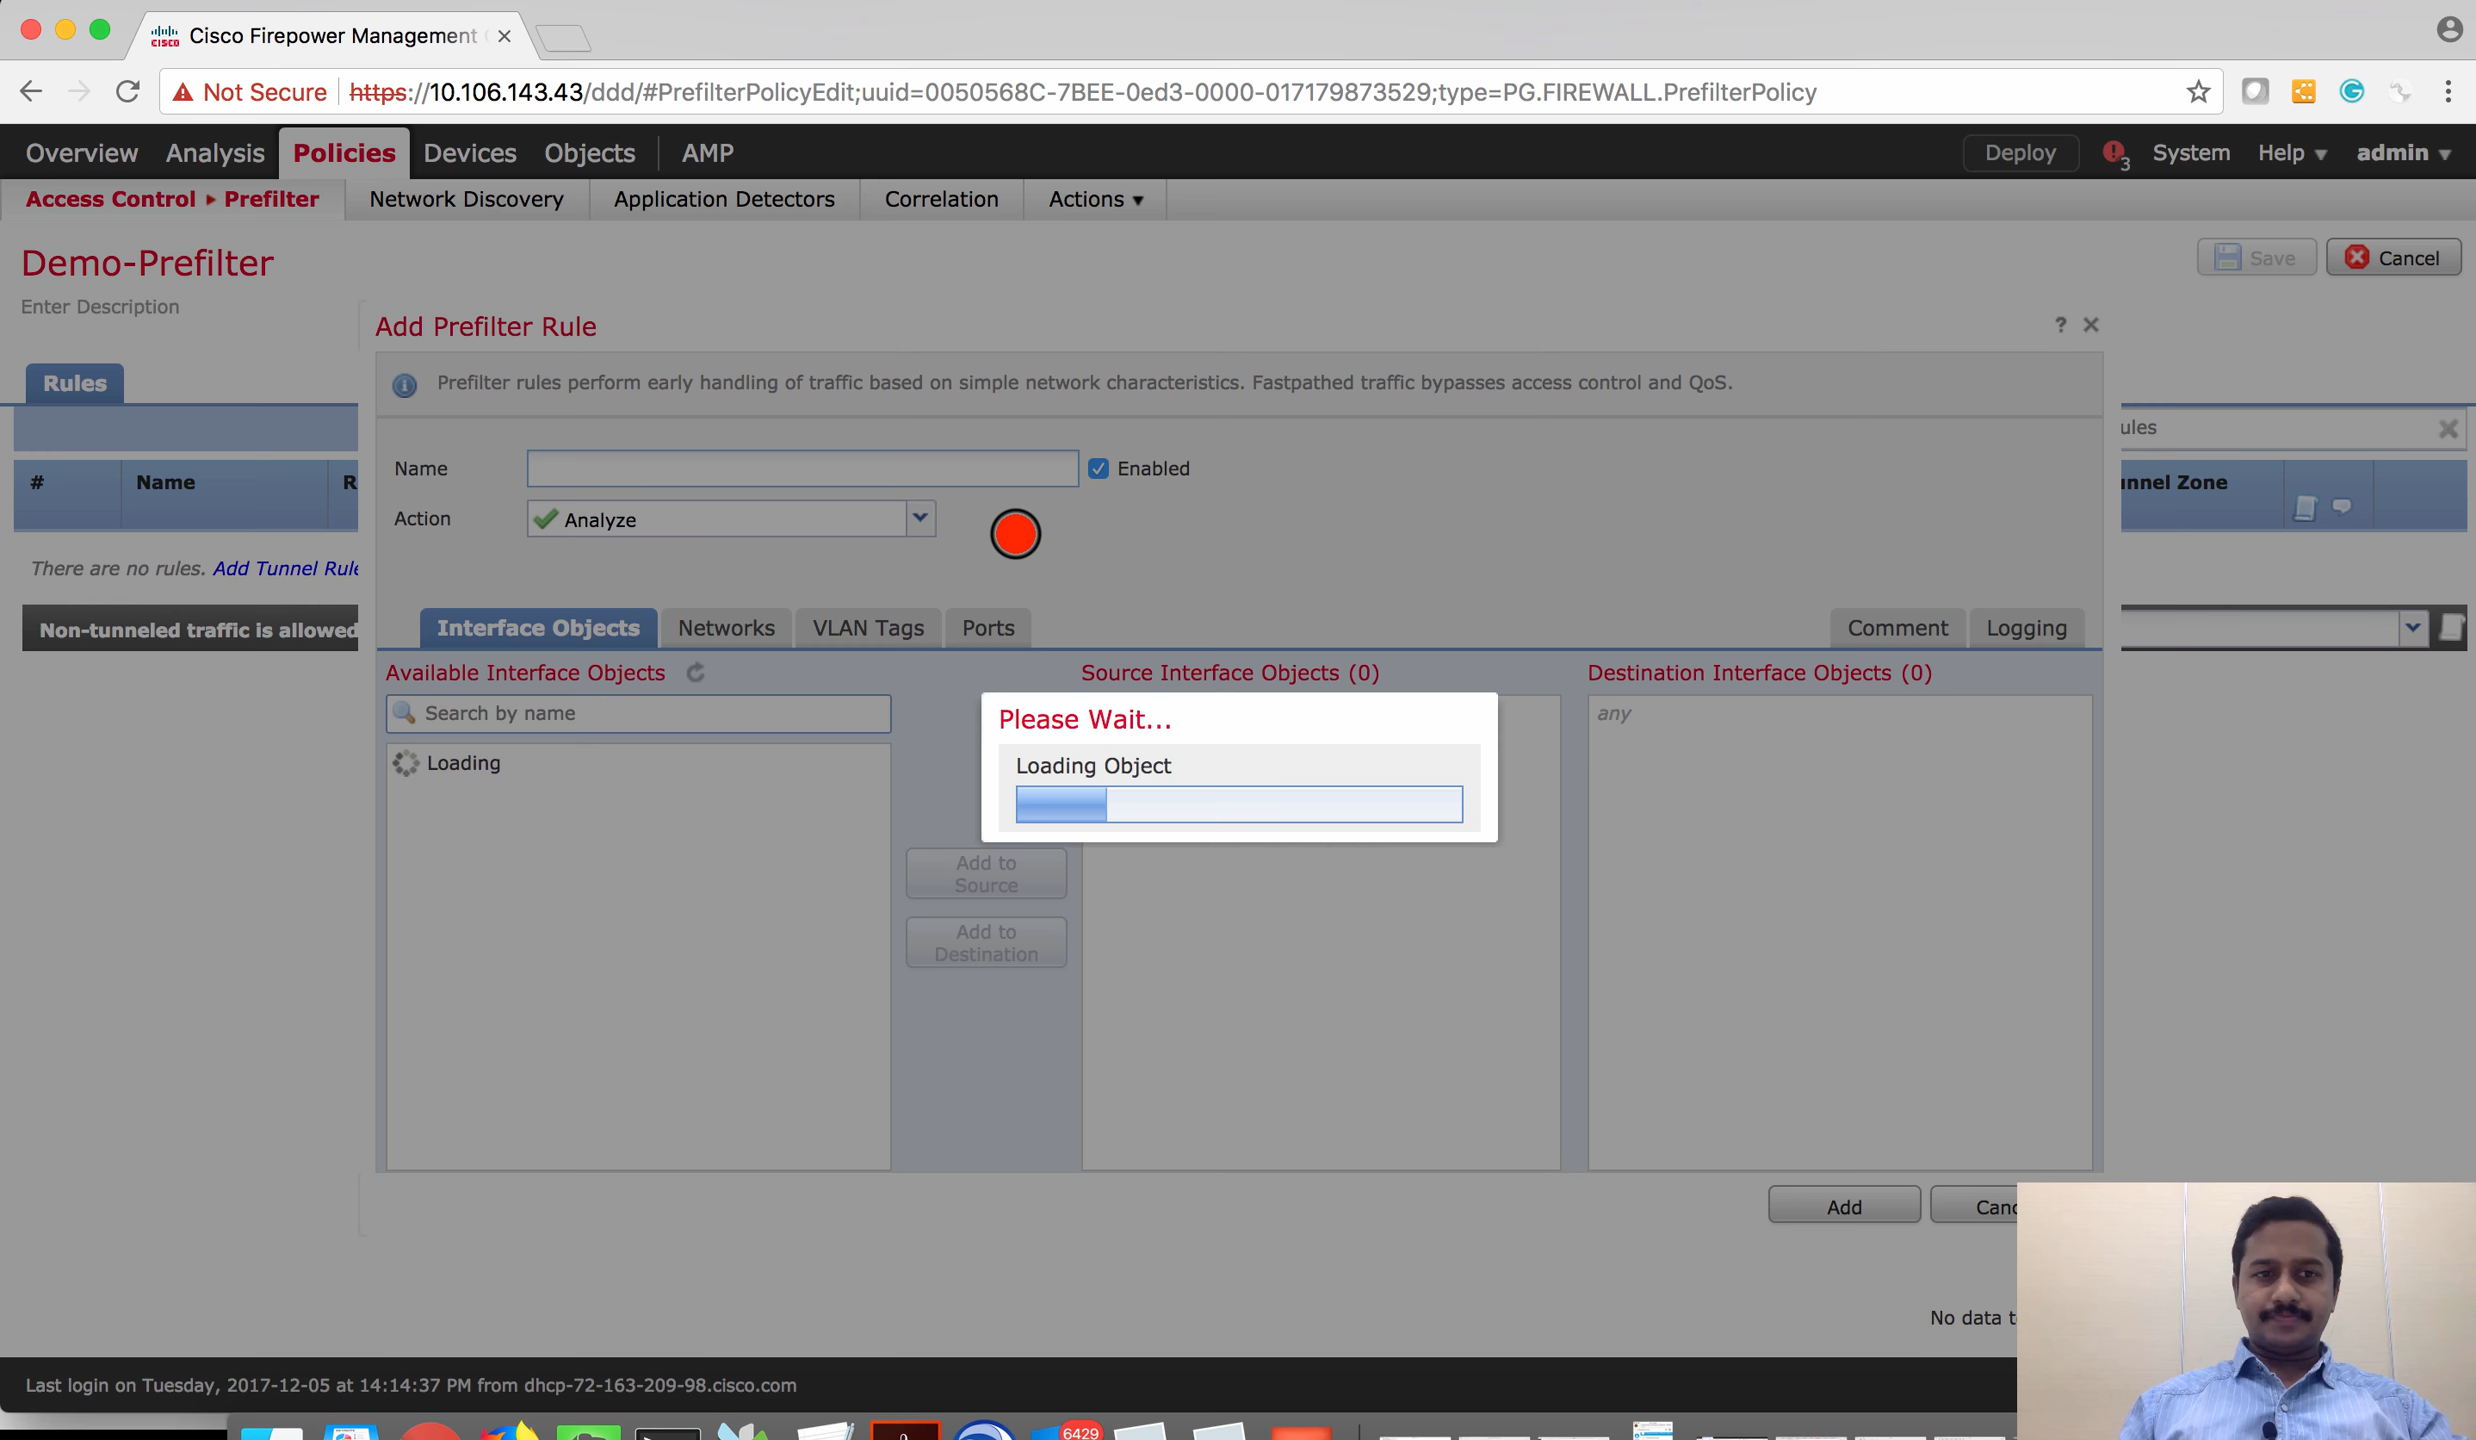 Cisco Firepower Management
Not Secure https://10.106.143.43/ddd/#PrefilterPolicyEdit;uuid=0050568C-7BEE-0ed3-0000-017179873529;type=PG.FIREWALL.PrefilterPolicy
Overview Analysis Policies Devices Objects AMP Deploy 3 System Help admin
Access Control Prefilter Network Discovery Application Detectors Correlation Actions
Demo-Prefilter
Save Cancel
Enter Description
Add Prefilter Rule ?
Rules
Prefilter rules perform early handling of traffic based on simple network characteristics. Fastpathed traffic bypasses access control and QoS.
ules
Name Enabled
# Name R
nnel Zone
Action Analyze
There are no rules. Add Tunnel Rule
Non-tunneled traffic is allowed
Interface Objects Networks VLAN Tags Ports Comment Logging
Available Interface Objects Source Interface Objects (0) Destination Interface Objects (0)
Search by name
any
Please Wait...
Loading Object
Loading
Add to
Source
Add to
Destination
Add Canc
No data t
Last login on Tuesday, 2017-12-05 at 14:14:37 PM from dhcp-72-163-209-98.cisco.com
6429